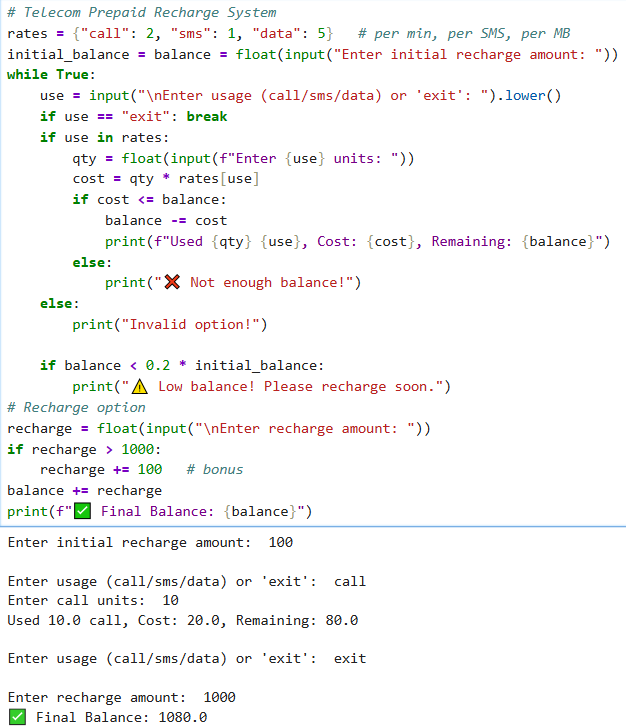 # Telecom Prepaid Recharge System
rates = {"call": 2, "sms": 1, "data": 5}   # per min, per SMS, per MB
initial_balance = balance = float(input("Enter initial recharge amount: "))
while True:
    use = input("\nEnter usage (call/sms/data) or 'exit': ").lower()
    if use == "exit": break
    if use in rates:
        qty = float(input(f"Enter {use} units: "))
        cost = qty * rates[use]
        if cost <= balance:
            balance -= cost
            print(f"Used {qty} {use}, Cost: {cost}, Remaining: {balance}")
        else:
            print("❌ Not enough balance!")
    else:
        print("Invalid option!")

    if balance < 0.2 * initial_balance:
        print("⚠️ Low balance! Please recharge soon.")
# Recharge option
recharge = float(input("\nEnter recharge amount: "))
if recharge > 1000:
    recharge += 100   # bonus
balance += recharge
print(f"✅ Final Balance: {balance}")
Enter initial recharge amount:  100

Enter usage (call/sms/data) or 'exit':  call
Enter call units:  10
Used 10.0 call, Cost: 20.0, Remaining: 80.0

Enter usage (call/sms/data) or 'exit':  exit

Enter recharge amount:  1000
✅ Final Balance: 1080.0